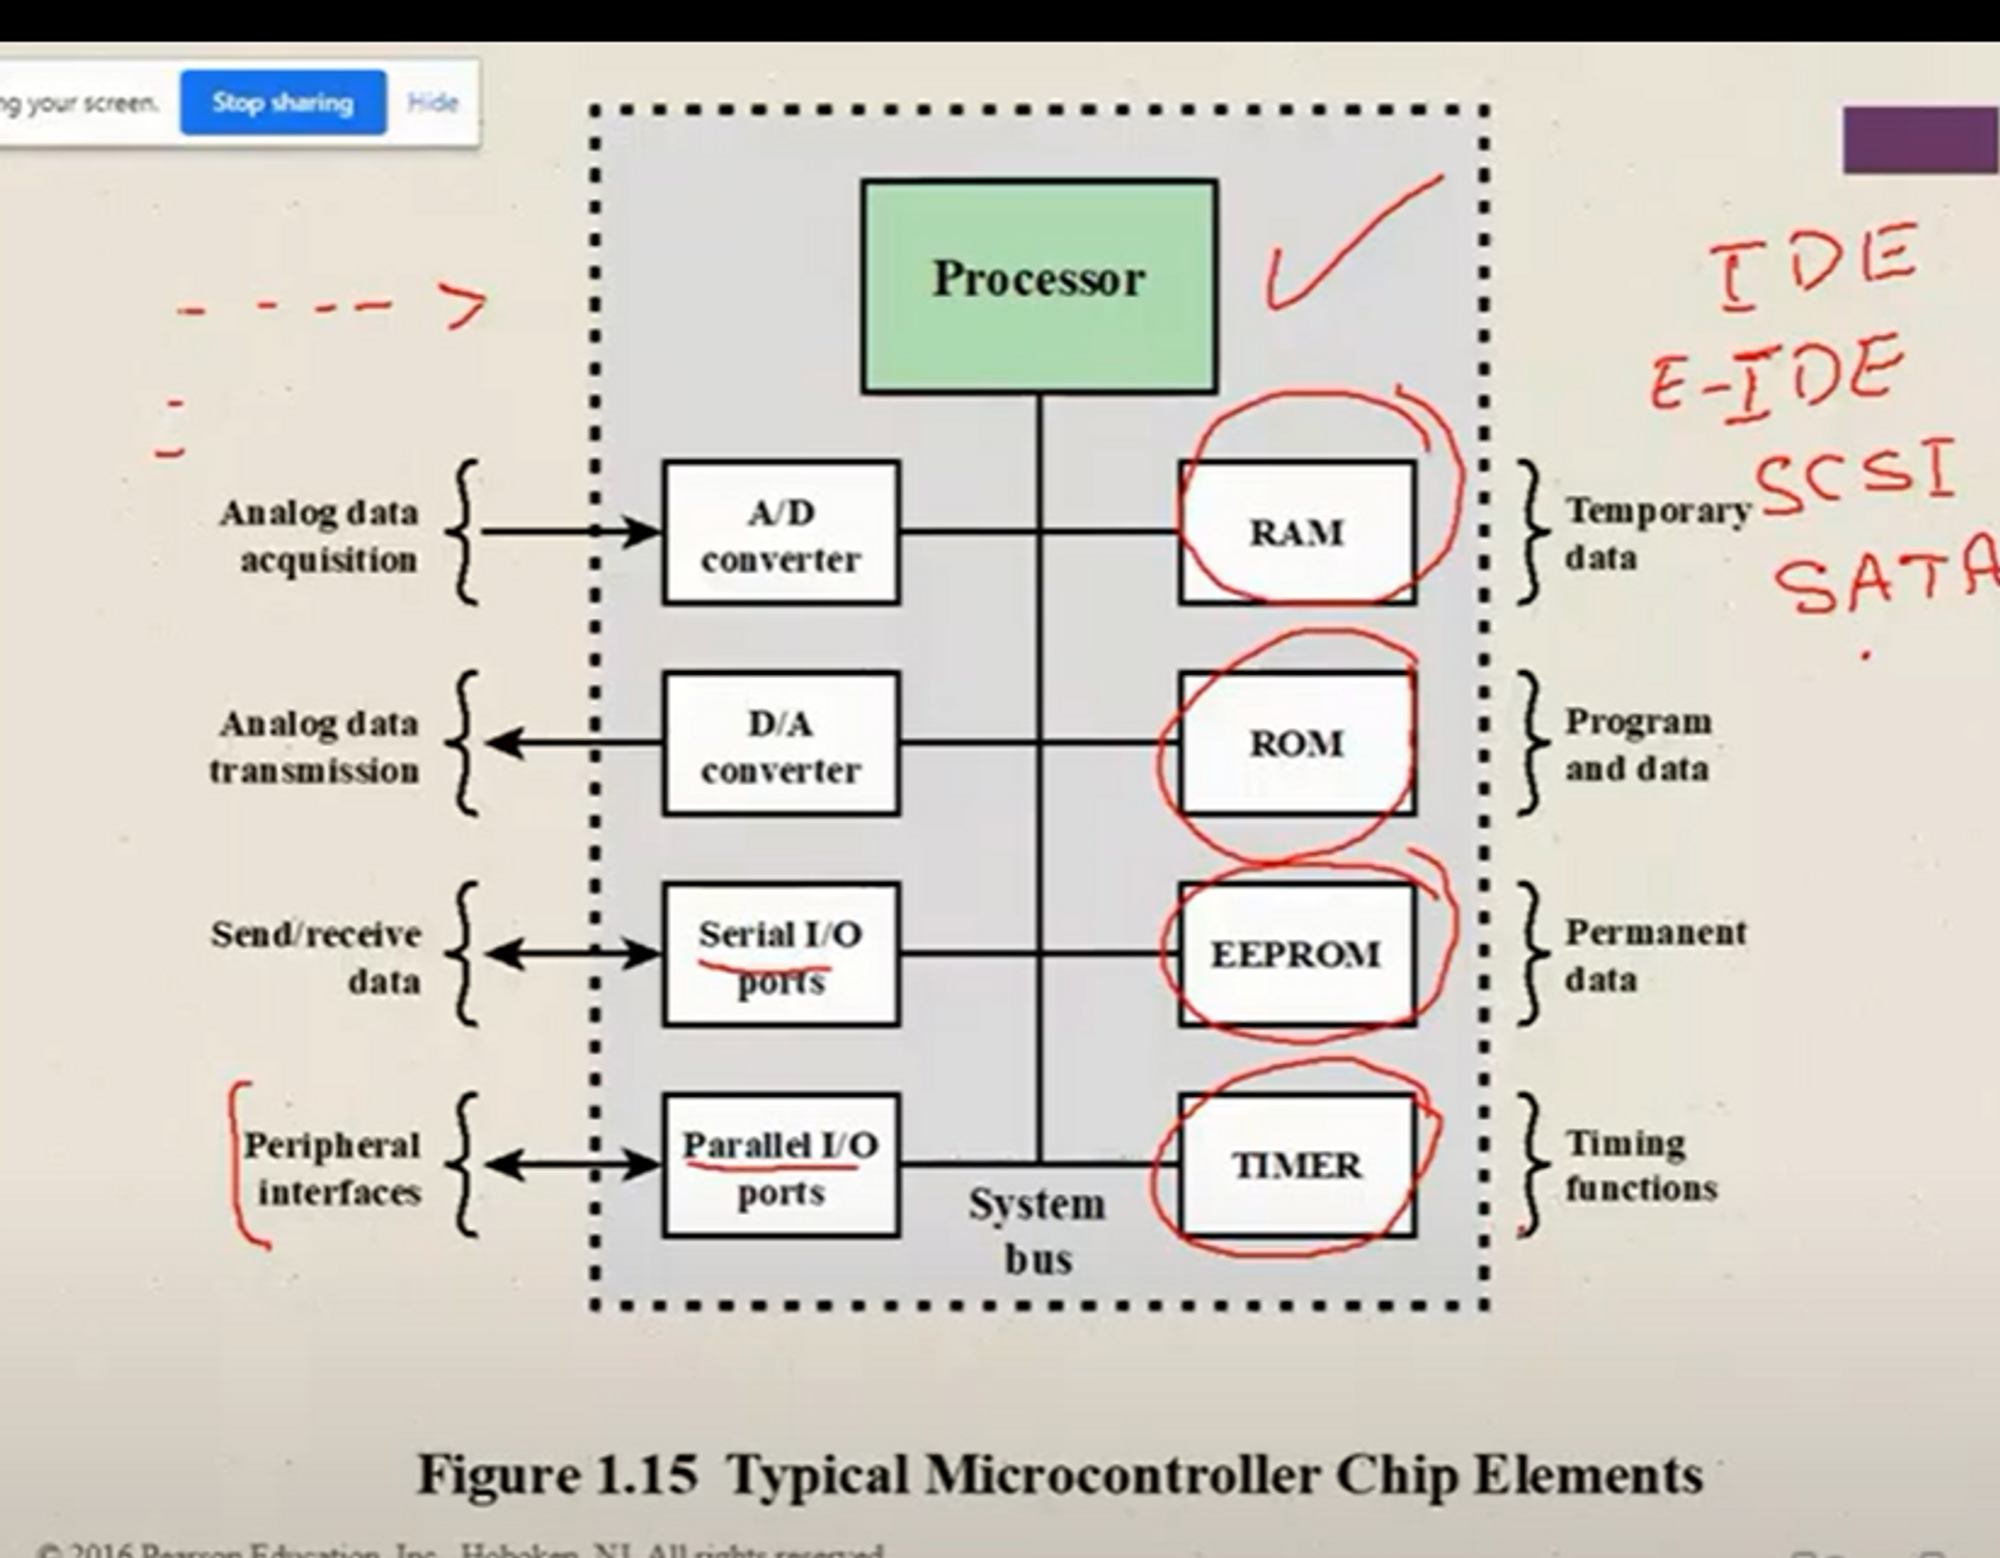 ng your screen. Stop sharing Hide
Processor
IDE
E-IDE
SCSI
SATA
Analog data
acquisition
A/D
converter
RAM
Temporary
data
Analog data
transmission
D/A
converter
ROM
Program
and data
Send/receive
data
Serial I/O
ports
EEPROM
Permanent
data
Peripheral
interfaces
Parallel I/O
ports
System
bus
TIMER
Timing
functions
Figure 1.15 Typical Microcontroller Chip Elements
© 2016 Pearson Education, Inc., Hoboken, NJ. All rights reserved.